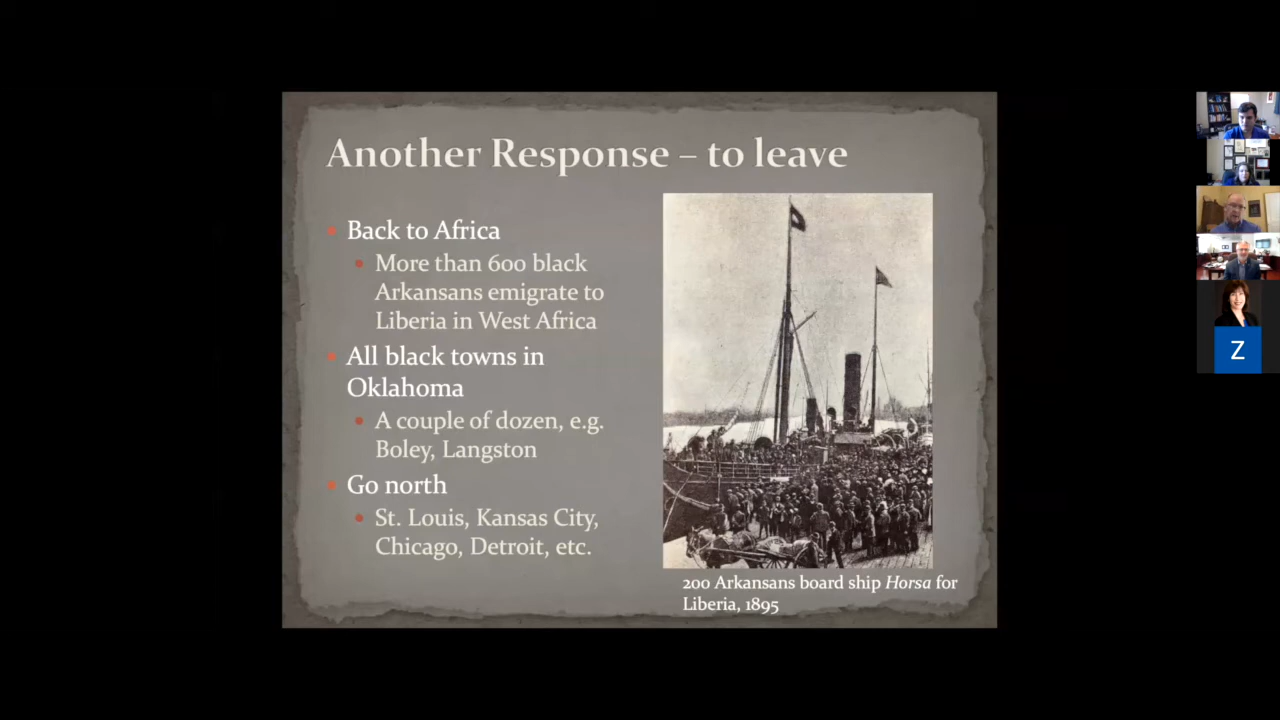 Another Response – to leave
Back to Africa
More than 600 black
Arkansans emigrate to
Liberia in West Africa
All black towns in
Oklahoma
A couple of dozen, e.g.
Boley, Langston
Go north
St. Louis, Kansas City,
Chicago, Detroit, etc.
200 Arkansans board ship Horsa for
Liberia, 1895
Z